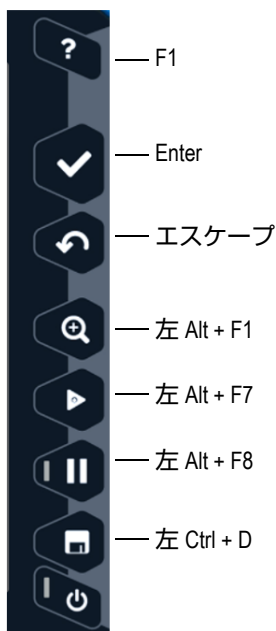 ?
F1
Enter
エスケープ
左 Alt + F1
左 Alt + F7
左 Alt + F8
左 Ctrl + D